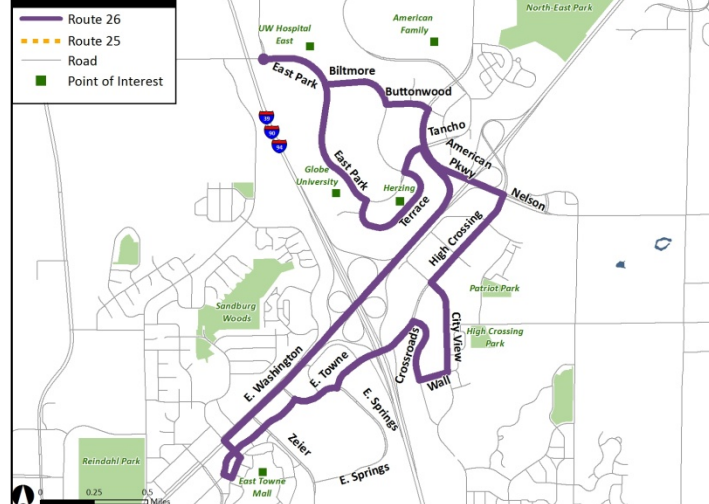 Route 26
Route 25
Road
Point of Interest
UW Hospital
East
American
Family
North-East Park
East Park
Biltmore
Buttonwood
39
90
94
Tancho
American
Pkwy
East Park
Globe
University
Herzing
Terrace
Nelson
High Crossing
Patriot Park
Sandburg
Woods
High Crossing
Park
City View
Crossroads
Wall
E. Washington
E. Towne
E. Springs
Zeier
E. Springs
Reindahl Park
East Towne
Mall
0 0.25 0.5
Miles